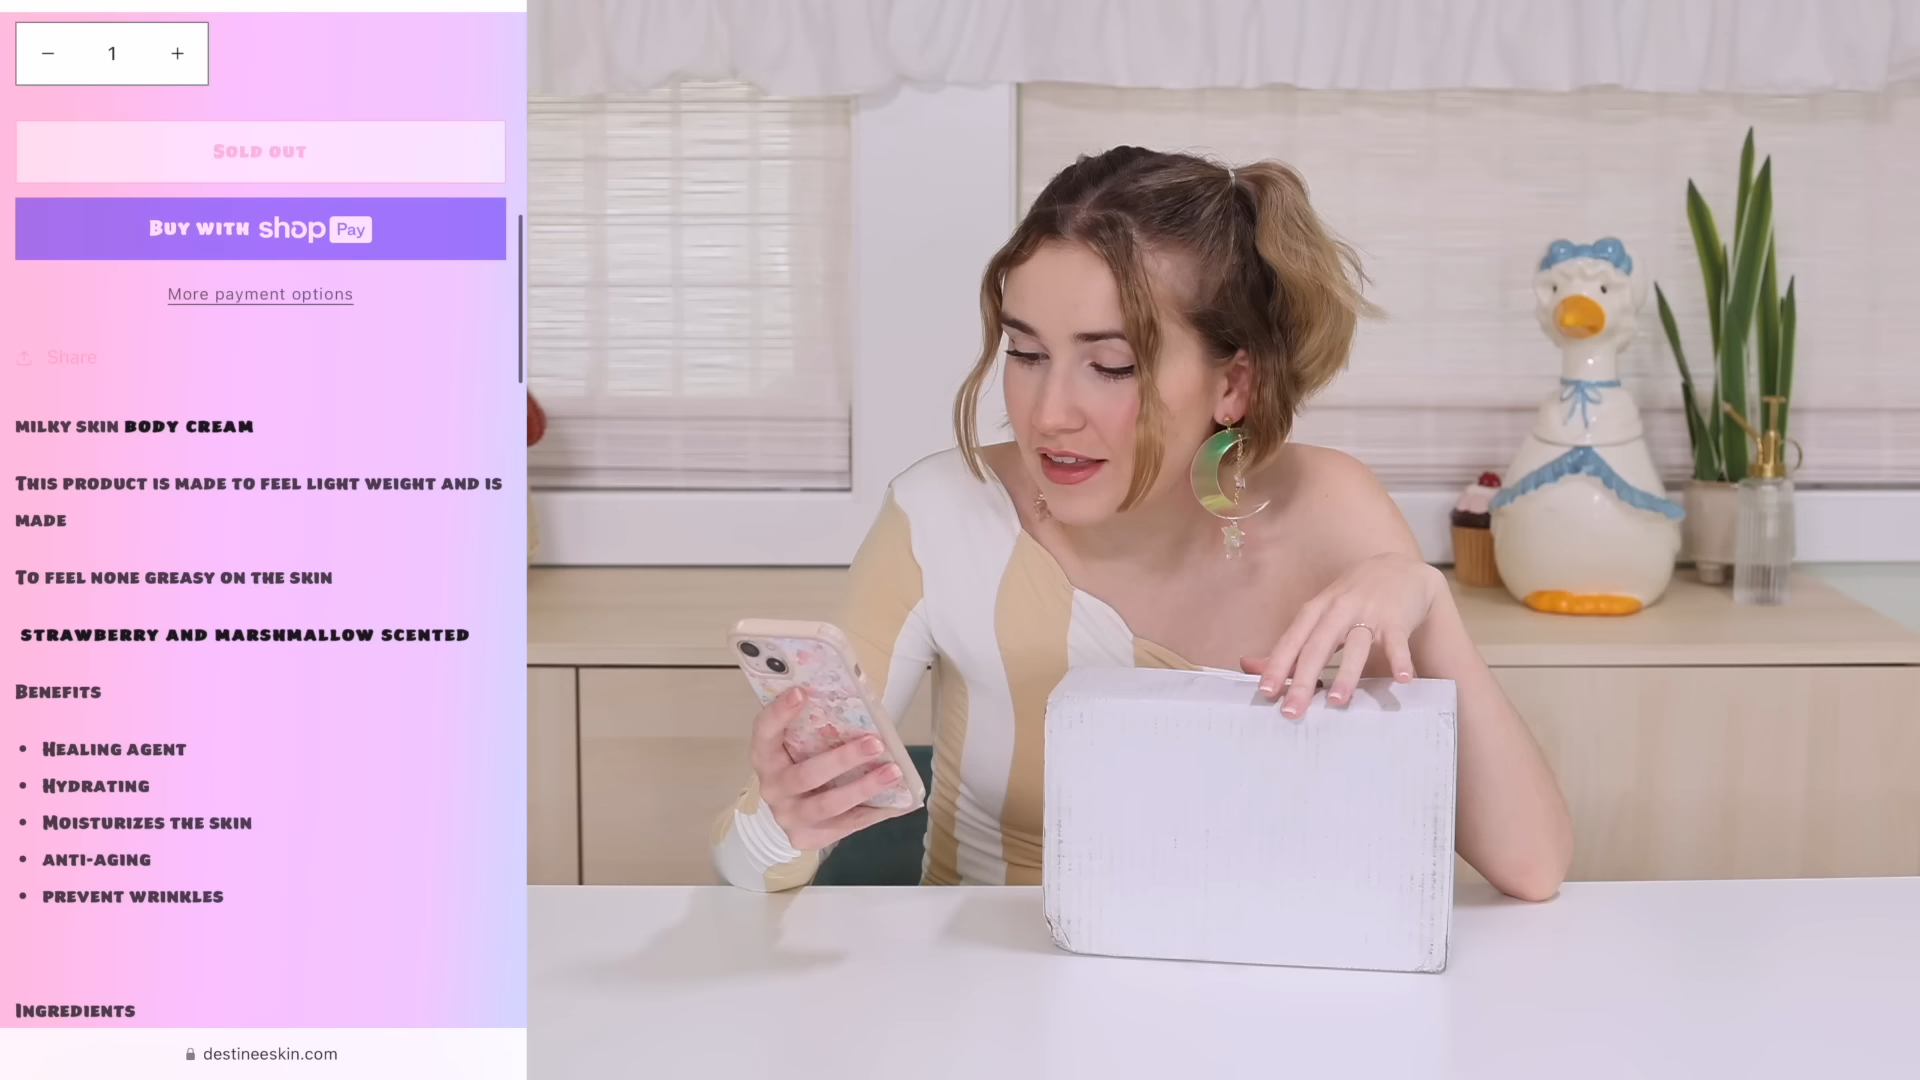 − 1 +
Sold out
Buy with shop Pay
More payment options
Share
milky skin body cream
This product is made to feel light weight and is
made
To feel none greasy on the skin
strawberry and marshmallow scented
Benefits
• Healing agent
• Hydrating
• Moisturizes the skin
• anti-aging
• prevent wrinkles
Ingredients
destineeskin.com